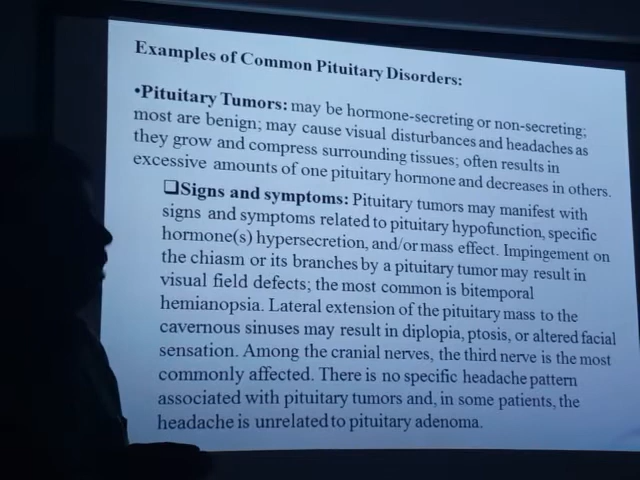 Examples of Common Pituitary Disorders:
•Pituitary Tumors: may be hormone-secreting or non-secreting;
most are benign; may cause visual disturbances and headaches as
they grow and compress surrounding tissues; often results in
excessive amounts of one pituitary hormone and decreases in others.
❑Signs and symptoms: Pituitary tumors may manifest with
signs and symptoms related to pituitary hypofunction, specific
hormone(s) hypersecretion, and/or mass effect. Impingement on
the chiasm or its branches by a pituitary tumor may result in
visual field defects; the most common is bitemporal
hemianopsia. Lateral extension of the pituitary mass to the
cavernous sinuses may result in diplopia, ptosis, or altered facial
sensation. Among the cranial nerves, the third nerve is the most
commonly affected. There is no specific headache pattern
associated with pituitary tumors and, in some patients, the
headache is unrelated to pituitary adenoma.